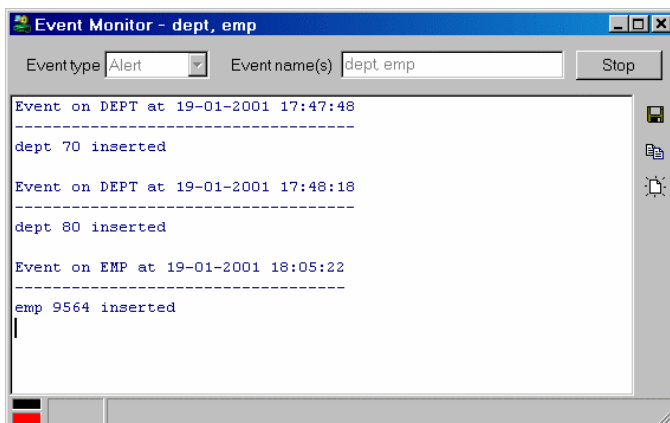 Event Monitor - dept, emp
Event type Alert Event name(s) dept, emp Stop
Event on DEPT at 19-01-2001 17:47:48
------------------------------------
dept 70 inserted
Event on DEPT at 19-01-2001 17:48:18
------------------------------------
dept 80 inserted
Event on EMP at 19-01-2001 18:05:22
-----------------------------------
emp 9564 inserted